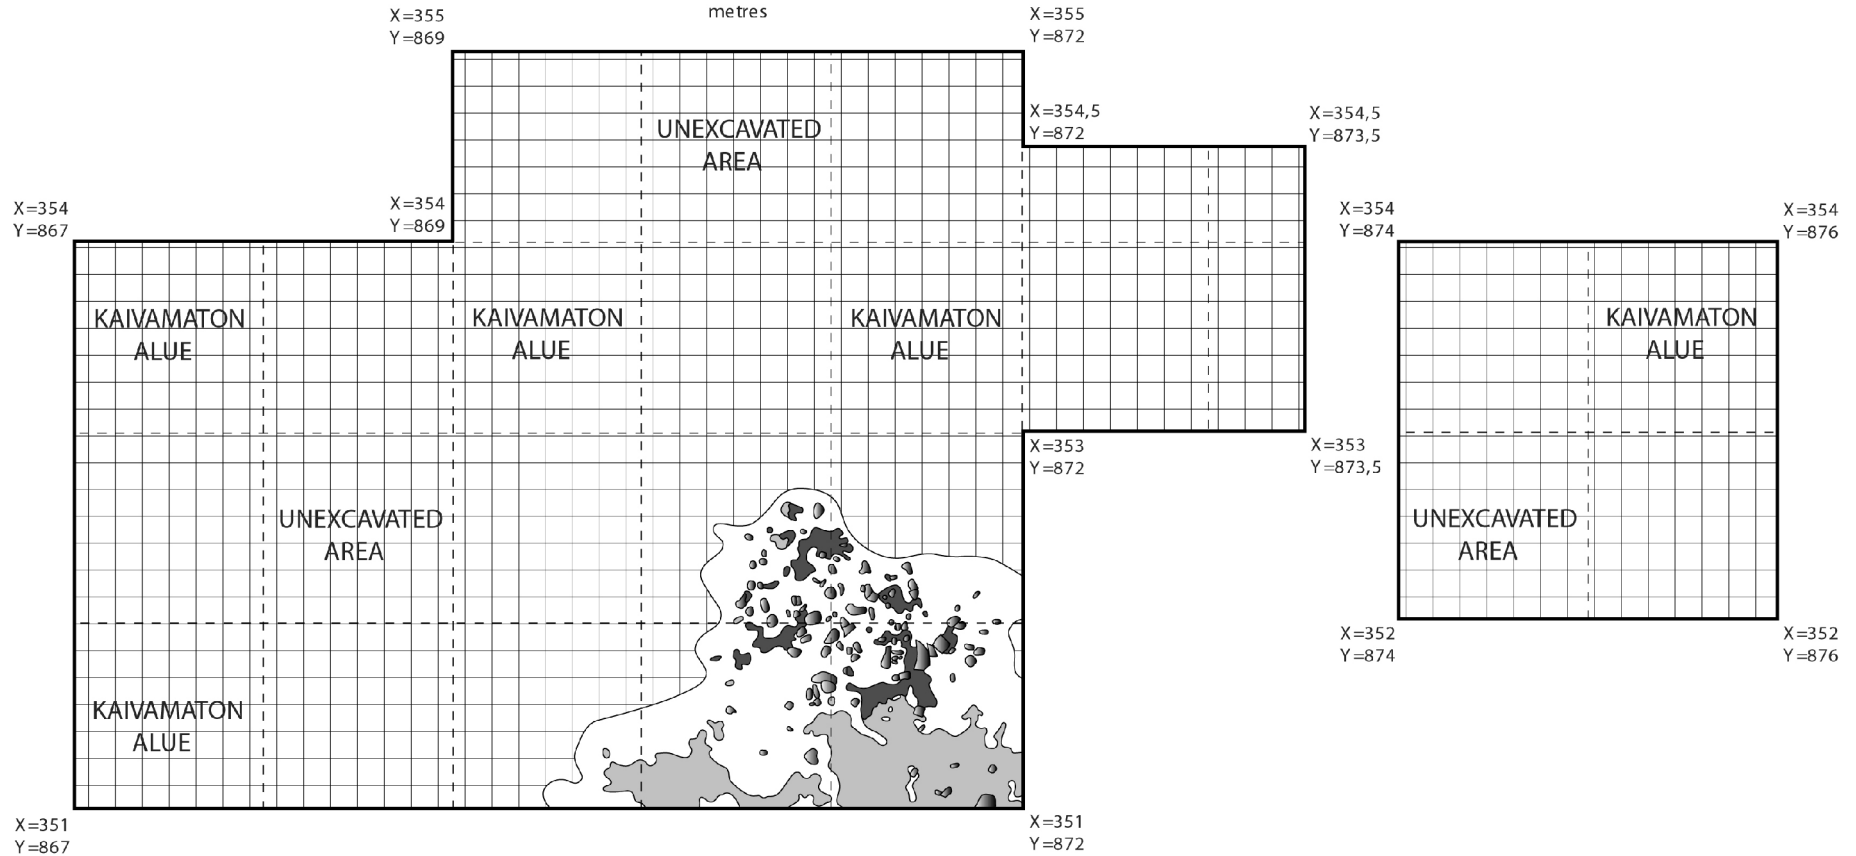 metres
X=355
Y=869
X=355
Y=872
X=354,5
Y=872
X=354,5
Y=873,5
UNEXCAVATED
AREA
X=354
Y=867
X=354
Y=869
X=354
Y=874
X=354
Y=876
KAIVAMATON
ALUE
KAIVAMATON
ALUE
KAIVAMATON
ALUE
KAIVAMATON
ALUE
X=353
Y=872
X=353
Y=873,5
UNEXCAVATED
AREA
UNEXCAVATED
AREA
X=352
Y=874
X=352
Y=876
KAIVAMATON
ALUE
X=351
Y=867
X=351
Y=872